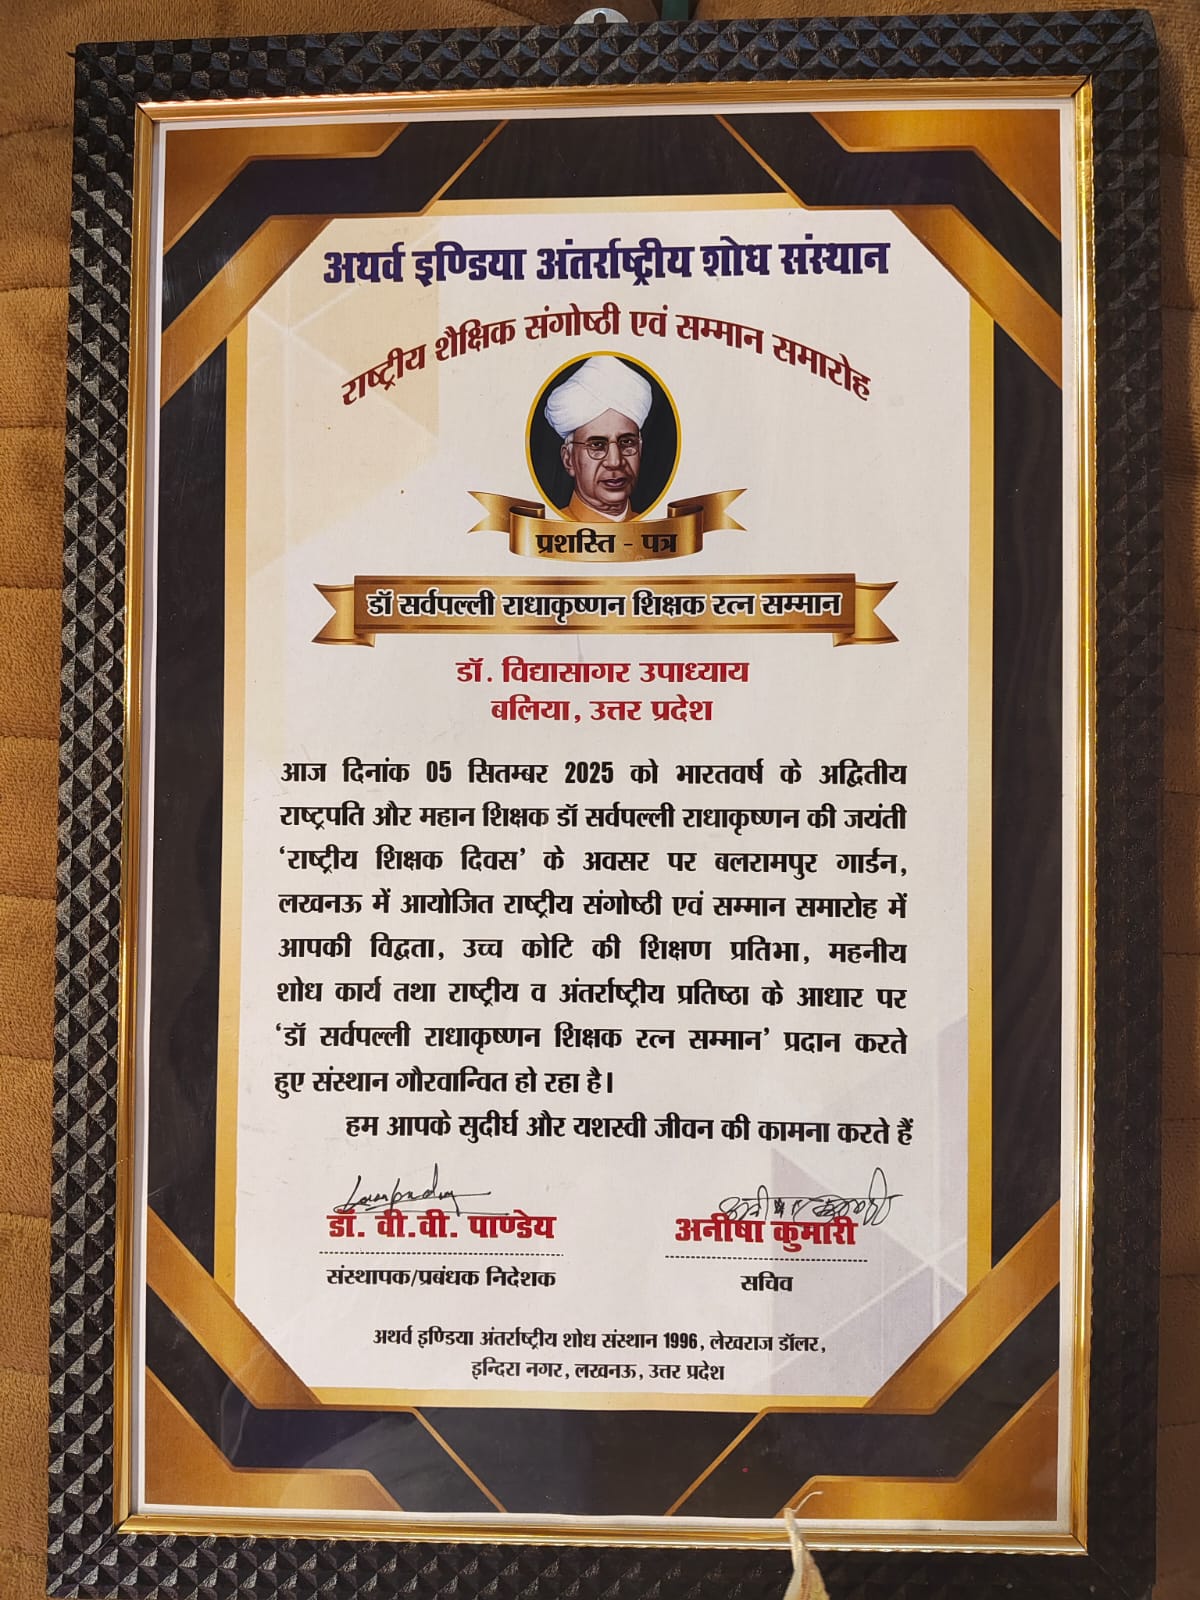 अथर्व इण्डिया अंतर्राष्ट्रीय शोध संस्थान
राष्ट्रीय शैक्षिक संगोष्ठी एवं सम्मान समारोह
प्रशस्ति - पत्र
डॉ सर्वपल्ली राधाकृष्णन शिक्षक रत्न सम्मान
डॉ. विद्यासागर उपाध्याय
बलिया, उत्तर प्रदेश
आज दिनांक 05 सितम्बर 2025 को भारतवर्ष के अद्वितीय
राष्ट्रपति और महान शिक्षक डॉ सर्वपल्ली राधाकृष्णन की जयंती
‘राष्ट्रीय शिक्षक दिवस’ के अवसर पर बलरामपुर गार्डन,
लखनऊ में आयोजित राष्ट्रीय संगोष्ठी एवं सम्मान समारोह में
आपकी विद्वता, उच्च कोटि की शिक्षण प्रतिभा, महनीय
शोध कार्य तथा राष्ट्रीय व अंतर्राष्ट्रीय प्रतिष्ठा के आधार पर
‘डॉ सर्वपल्ली राधाकृष्णन शिक्षक रत्न सम्मान’ प्रदान करते
हुए संस्थान गौरवान्वित हो रहा है।
हम आपके सुदीर्घ और यशस्वी जीवन की कामना करते हैं
डॉ. वी.वी. पाण्डेय
संस्थापक/प्रबंधक निदेशक
अनीषा कुमारी
सचिव
अथर्व इण्डिया अंतर्राष्ट्रीय शोध संस्थान 1996, लेखराज डॉलर,
इन्दिरा नगर, लखनऊ, उत्तर प्रदेश